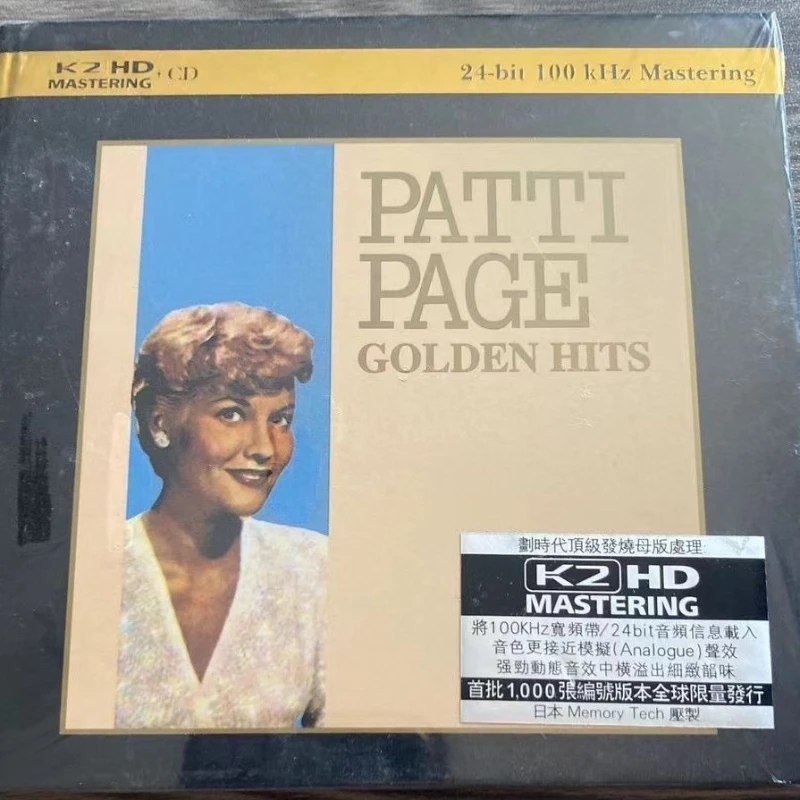 K2 HD MASTERING + CD
24-bit 100 kHz Mastering
PATTI
PAGE
GOLDEN HITS
劃時代頂級發燒母版處理
K2 HD
MASTERING
將100KHz寬頻帶/24bit音頻信息載入
音色更接近模擬(Analogue)聲效
强勁動態音效中橫溢出細緻韻味
首批1,000張編號版本全球限量發行
日本 Memory Tech 壓製